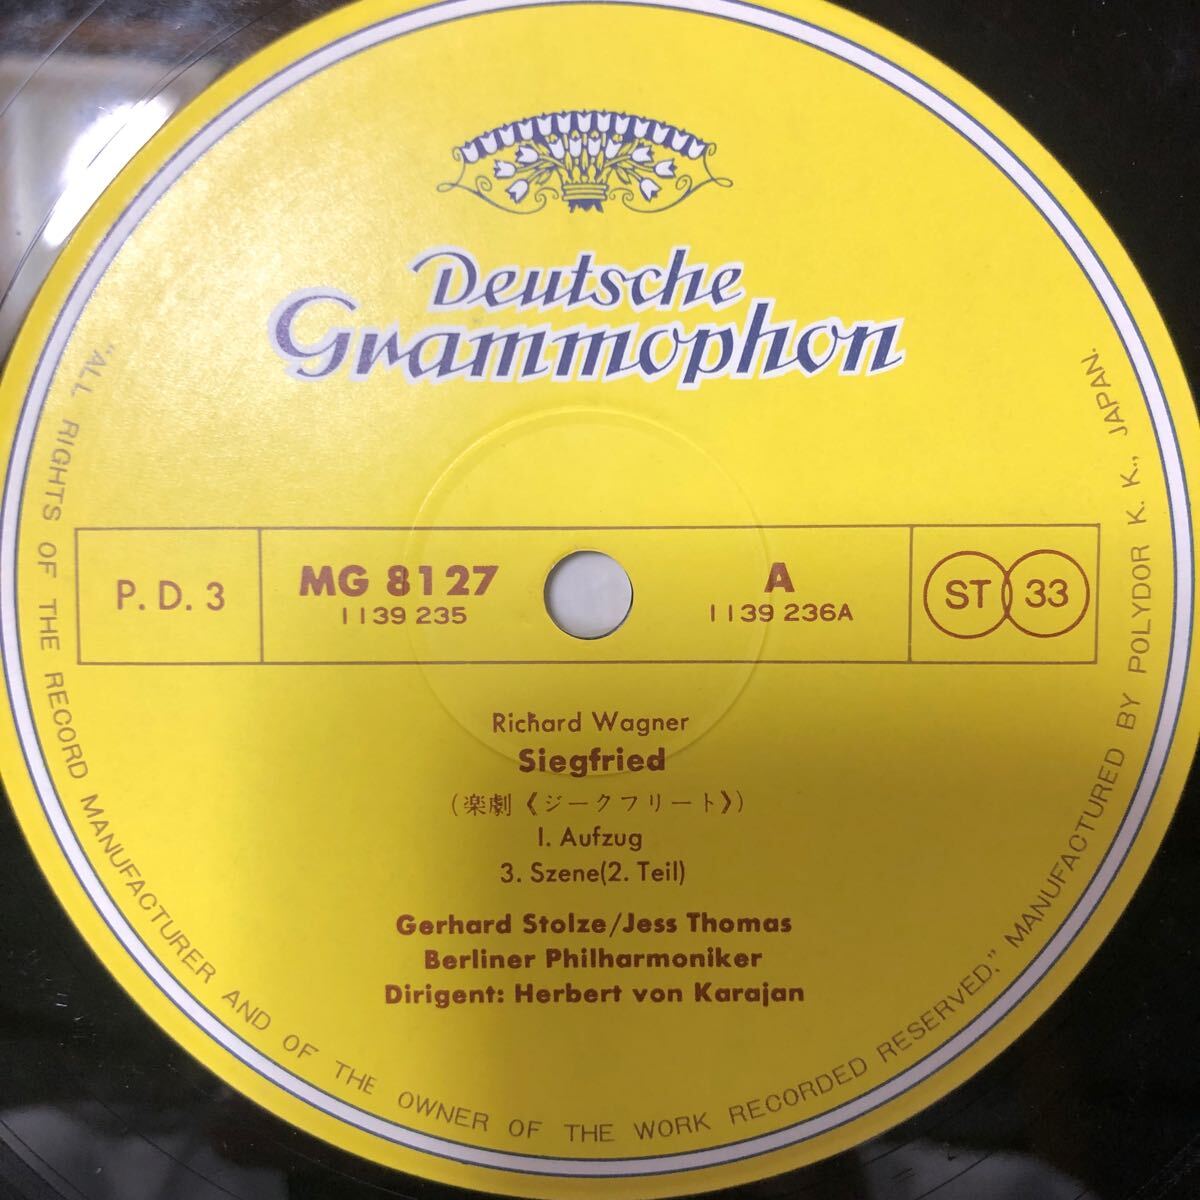 Deutsche
Grammophon
P. D. 3
MG 8127
1139 235
A
1139 236A
ST 33
Richard Wagner
Siegfried
(楽劇《ジークフリート》)
1. Aufzug
3. Szene(2. Teil)
Gerhard Stolze/Jess Thomas
Berliner Philharmoniker
Dirigent: Herbert von Karajan
"ALL RIGHTS OF THE RECORD MANUFACTURER AND OF THE OWNER OF THE WORK RECORDED RESERVED." MANUFACTURED BY POLYDOR K. K., JAPAN.